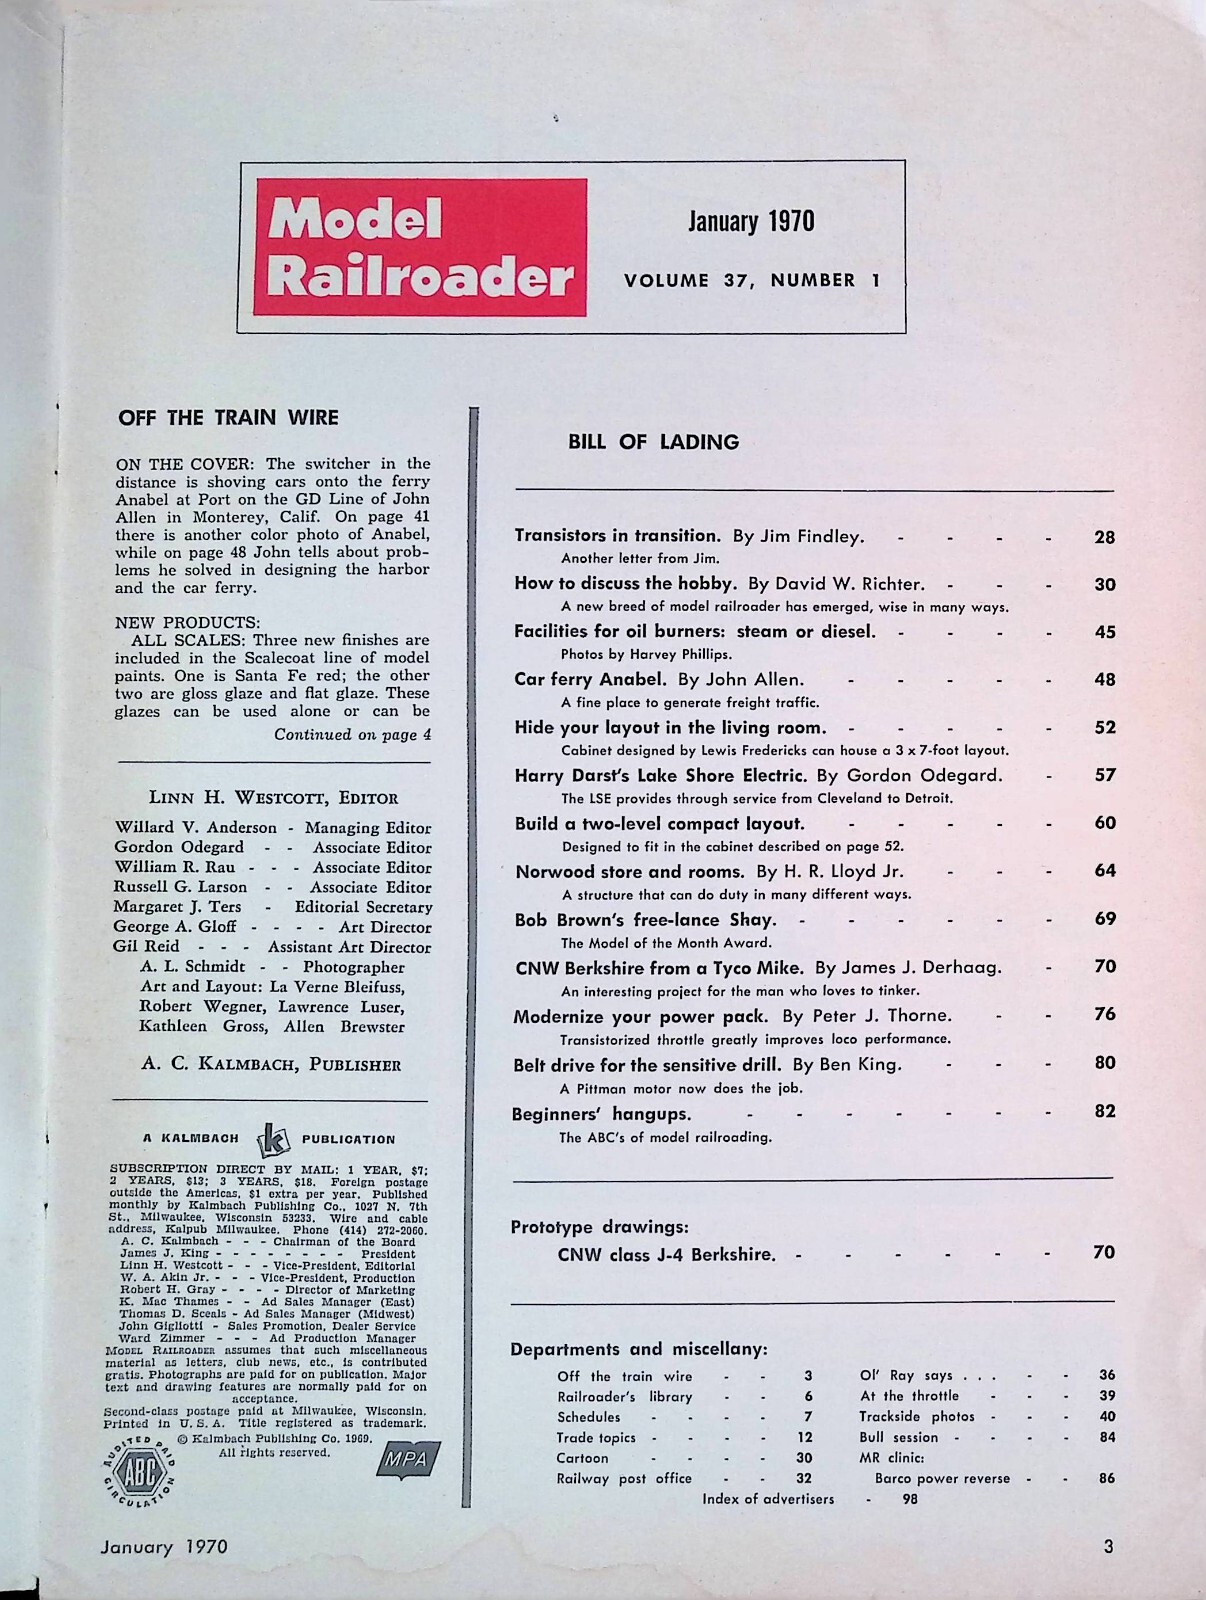 Model
Railroader
January 1970
VOLUME 37, NUMBER 1
OFF THE TRAIN WIRE
ON THE COVER: The switcher in the
distance is shoving cars onto the ferry
Anabel at Port on the GD Line of John
Allen in Monterey, Calif. On page 41
there is another color photo of Anabel,
while on page 48 John tells about prob-
lems he solved in designing the harbor
and the car ferry.
NEW PRODUCTS:
ALL SCALES: Three new finishes are
included in the Scalecoat line of model
paints. One is Santa Fe red; the other
two are gloss glaze and flat glaze. These
glazes can be used alone or can be
Continued on page 4
LINN H. WESTCOTT, EDITOR
Willard V. Anderson - Managing Editor
Gordon Odegard - - Associate Editor
William R. Rau - - - Associate Editor
Russell G. Larson - - Associate Editor
Margaret J. Ters - Editorial Secretary
George A. Gloff - - - - Art Director
Gil Reid - - - Assistant Art Director
A. L. Schmidt - - Photographer
Art and Layout: La Verne Bleifuss,
Robert Wegner, Lawrence Luser,
Kathleen Gross, Allen Brewster
A. C. KALMBACH, PUBLISHER
A KALMBACH k PUBLICATION
SUBSCRIPTION DIRECT BY MAIL: 1 YEAR, $7;
2 YEARS, $13; 3 YEARS, $18. Foreign postage
outside the Americas, $1 extra per year. Published
monthly by Kalmbach Publishing Co., 1027 N. 7th
St., Milwaukee, Wisconsin 53233. Wire and cable
address, Kalpub Milwaukee. Phone (414) 272-2060.
A. C. Kalmbach - - - Chairman of the Board
James J. King - - - - - - - - President
Linn H. Westcott - - - Vice-President, Editorial
W. A. Akin Jr. - - - Vice-President, Production
Robert H. Gray - - - - Director of Marketing
K. Mac Thames - - Ad Sales Manager (East)
Thomas D. Sceals - Ad Sales Manager (Midwest)
John Gigliotti - Sales Promotion, Dealer Service
Ward Zimmer - - - Ad Production Manager
MODEL RAILROADER assumes that such miscellaneous
material as letters, club news, etc., is contributed
gratis. Photographs are paid for on publication. Major
text and drawing features are normally paid for on
acceptance.
Second-class postage paid at Milwaukee, Wisconsin.
Printed in U.S.A. Title registered as trademark.
© Kalmbach Publishing Co. 1969.
All rights reserved.
AUDITED PAID
ABC
CIRCULATION
MPA
BILL OF LADING
Transistors in transition. By Jim Findley. - - - - 28
Another letter from Jim.
How to discuss the hobby. By David W. Richter. - - - 30
A new breed of model railroader has emerged, wise in many ways.
Facilities for oil burners: steam or diesel. - - - - 45
Photos by Harvey Phillips.
Car ferry Anabel. By John Allen. - - - - - 48
A fine place to generate freight traffic.
Hide your layout in the living room. - - - - - 52
Cabinet designed by Lewis Fredericks can house a 3 x 7-foot layout.
Harry Darst's Lake Shore Electric. By Gordon Odegard. - 57
The LSE provides through service from Cleveland to Detroit.
Build a two-level compact layout. - - - - - 60
Designed to fit in the cabinet described on page 52.
Norwood store and rooms. By H. R. Lloyd Jr. - - - 64
A structure that can do duty in many different ways.
Bob Brown's free-lance Shay. - - - - - - 69
The Model of the Month Award.
CNW Berkshire from a Tyco Mike. By James J. Derhaag. - 70
An interesting project for the man who loves to tinker.
Modernize your power pack. By Peter J. Thorne. - - 76
Transistorized throttle greatly improves loco performance.
Belt drive for the sensitive drill. By Ben King. - - - 80
A Pittman motor now does the job.
Beginners' hangups. - - - - - - - 82
The ABC's of model railroading.
Prototype drawings:
CNW class J-4 Berkshire. - - - - - - 70
Departments and miscellany:
Off the train wire - - 3
Railroader's library - - 6
Schedules - - - - 7
Trade topics - - - - 12
Cartoon - - - - 30
Railway post office - - 32
Ol' Ray says . . . - - 36
At the throttle - - - 39
Trackside photos - - - 40
Bull session - - - - 84
MR clinic:
Barco power reverse - - 86
Index of advertisers - 98
January 1970
3